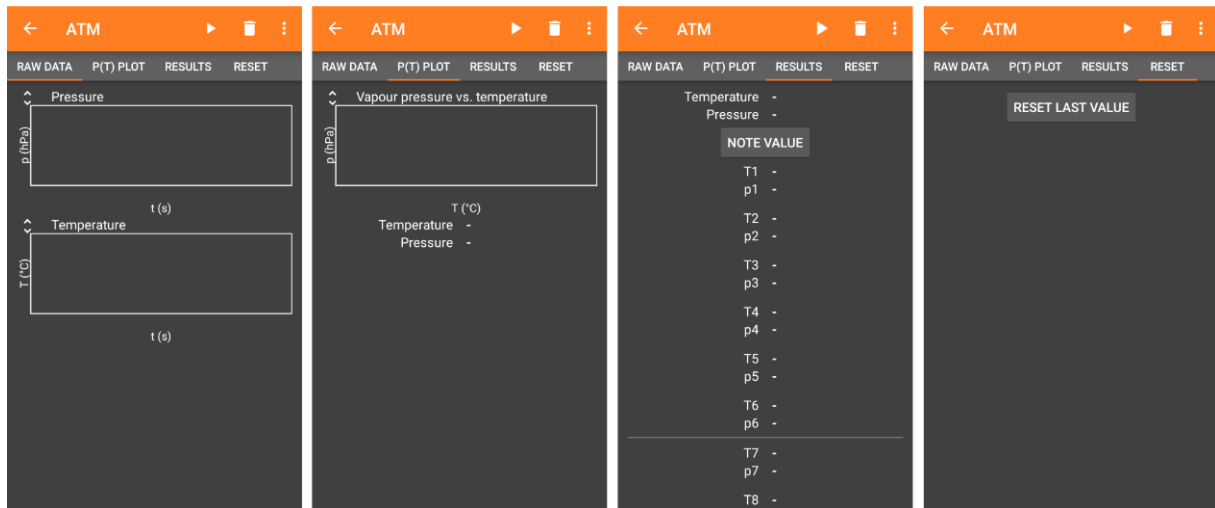 ATM
RAW DATA P(T) PLOT RESULTS RESET
Pressure
p (hPa)
t (s)
Temperature
T (°C)
t (s)
ATM
RAW DATA P(T) PLOT RESULTS RESET
Vapour pressure vs. temperature
p (hPa)
T (°C)
Temperature -
Pressure -
ATM
RAW DATA P(T) PLOT RESULTS RESET
Temperature -
Pressure -
NOTE VALUE
T1 -
p1 -
T2 -
p2 -
T3 -
p3 -
T4 -
p4 -
T5 -
p5 -
T6 -
p6 -
T7 -
p7 -
T8 -
ATM
RAW DATA P(T) PLOT RESULTS RESET
RESET LAST VALUE